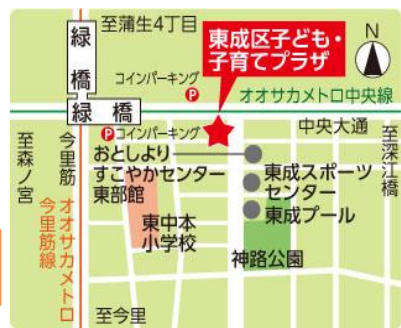 至蒲生4丁目
N
緑橋
東成区子ども・
子育てプラザ
コインパーキング
P
オオサカメトロ中央線
緑橋
P コインパーキング
中央大通
至森ノ宮
今里筋
オオサカメトロ
今里筋線
至深江橋
おとしより
すこやかセンター
東部館
東成スポーツ
センター
東成プール
東中本
小学校
神路公園
至今里